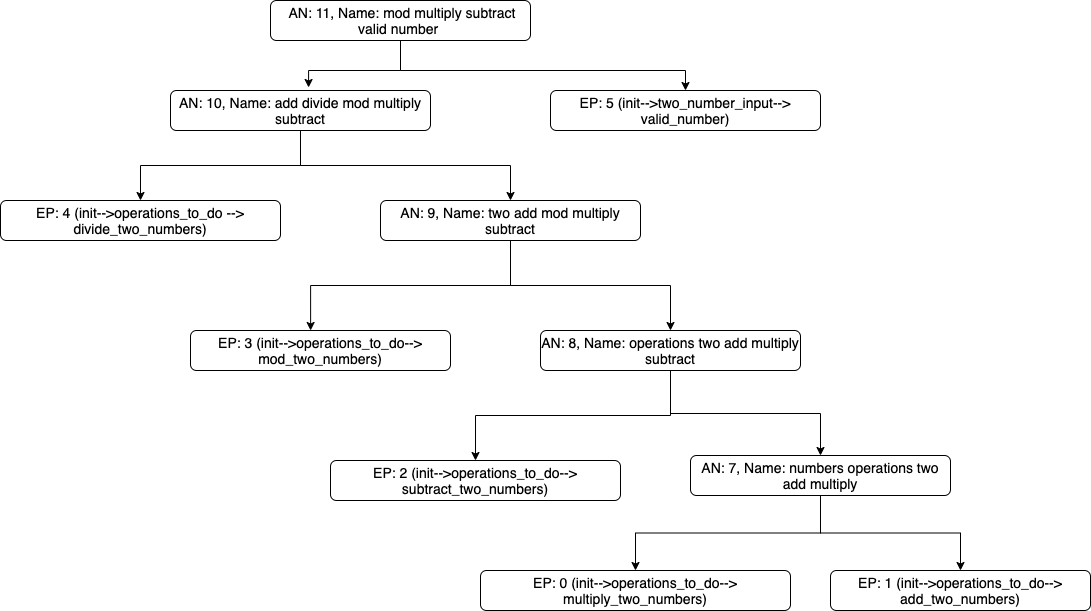 AN: 11, Name: mod multiply subtract
valid number
AN: 10, Name: add divide mod multiply
subtract
EP: 5 (init-->two_number_input-->
valid_number)
EP: 4 (init-->operations_to_do -->
divide_two_numbers)
AN: 9, Name: two add mod multiply
subtract
EP: 3 (init-->operations_to_do-->
mod_two_numbers)
AN: 8, Name: operations two add multiply
subtract
EP: 2 (init-->operations_to_do-->
subtract_two_numbers)
AN: 7, Name: numbers operations two
add multiply
EP: 0 (init-->operations_to_do-->
multiply_two_numbers)
EP: 1 (init-->operations_to_do-->
add_two_numbers)